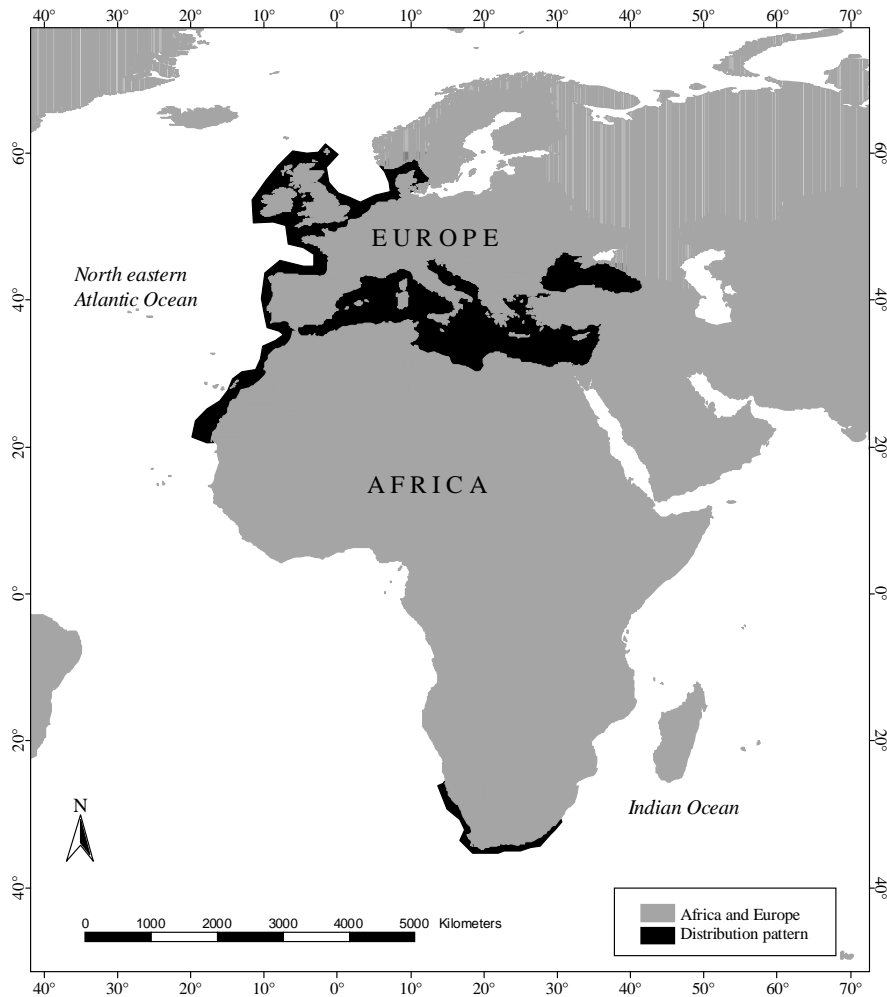 40° 30° 20° 10° 0° 10° 20° 30° 40° 50° 60° 70°
60° 60°
EUROPE
North eastern
Atlantic Ocean
40° 40°
20° 20°
AFRICA
0° 0°
20° 20°
Indian Ocean
N
40° 40°
0 1000 2000 3000 4000 5000 Kilometers
Africa and Europe
Distribution pattern
40° 30° 20° 10° 0° 10° 20° 30° 40° 50° 60° 70°